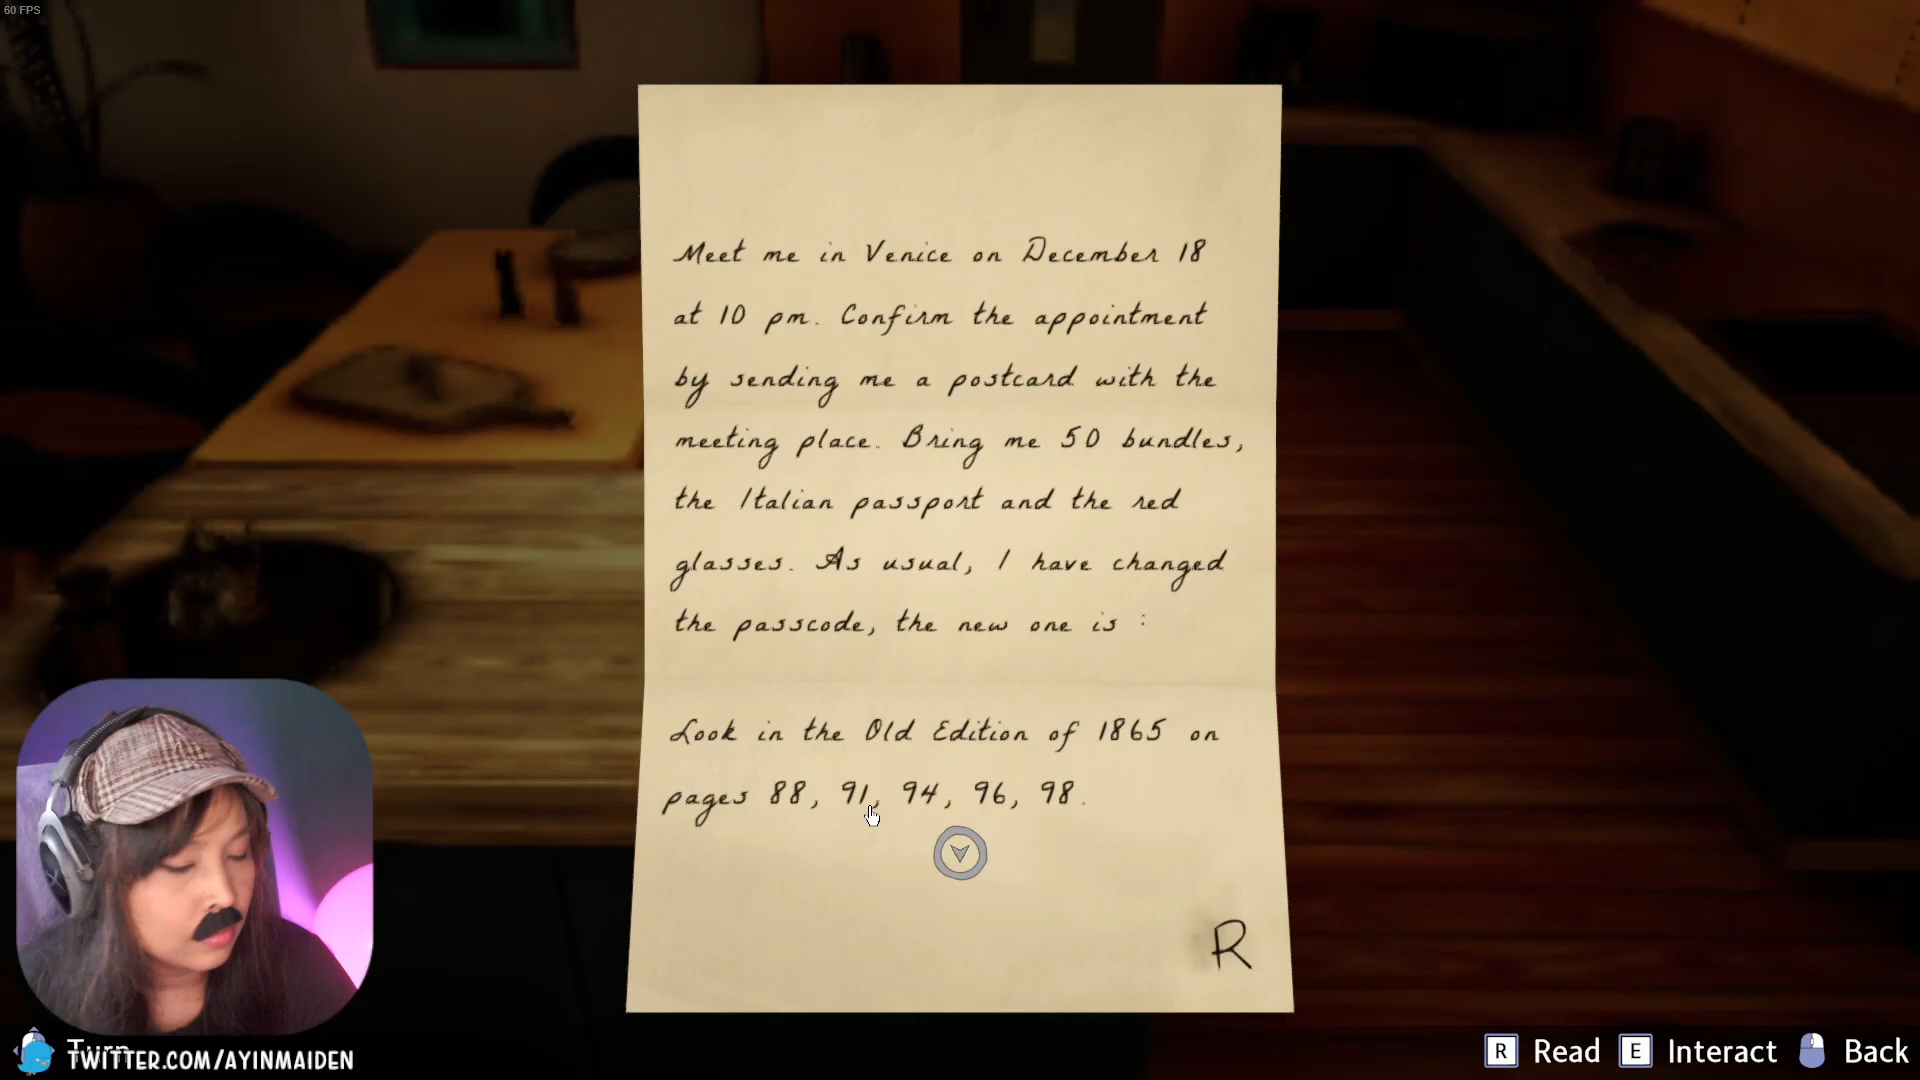 60 FPS
Meet me in Venice on December 18
at 10 pm. Confirm the appointment
by sending me a postcard with the
meeting place. Bring me 50 bundles,
the Italian passport and the red
glasses. As usual, I have changed
the passcode, the new one is :
Look in the Old Edition of 1865 on
pages 88, 91, 94, 96, 98.
R
Turn
TWITTER.COM/AYINMAIDEN
R Read E Interact Back